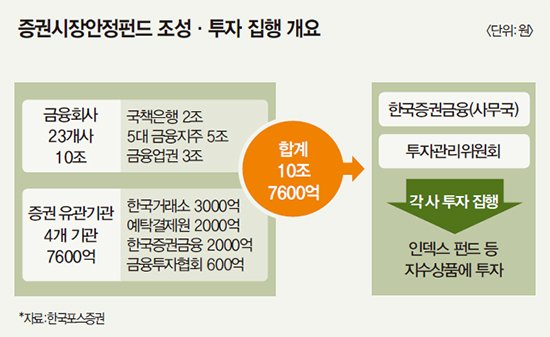 증권시장안정펀드 조성 · 투자 집행 개요
<단위: 원>
금융회사
23개사
10조
국책은행 2조
5대 금융지주 5조
금융업권 3조
증권 유관기관
4개 기관
7600억
한국거래소 3000억
예탁결제원 2000억
한국증권금융 2000억
금융투자협회 600억
합계
10조
7600억
한국증권금융(사무국)
투자관리위원회
각 사 투자 집행
인덱스 펀드 등
지수상품에 투자
*자료: 한국포스증권